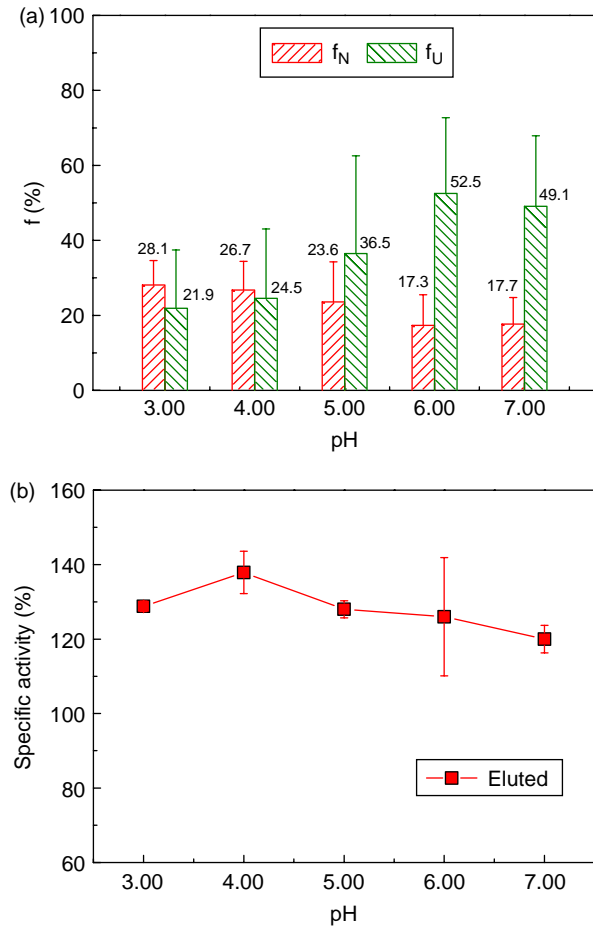 (a)
100
80
60
40
20
0
f (%)
f_N f_U
28.1 21.9 26.7 24.5 23.6 36.5 17.3 52.5 17.7 49.1
3.00 4.00 5.00 6.00 7.00
pH
(b)
160
140
120
100
80
60
Specific activity (%)
Eluted
3.00 4.00 5.00 6.00 7.00
pH